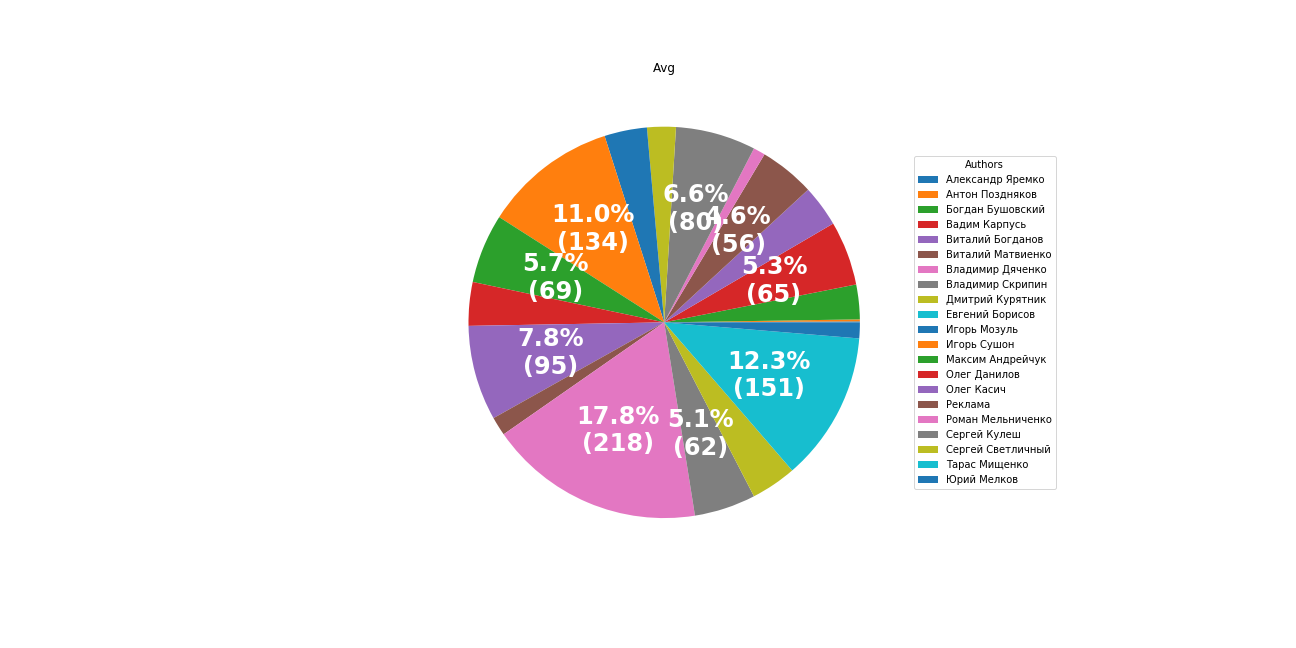 Avg
6.6%
(80)
4.6%
(56)
11.0%
(134)
5.7%
(69)
5.3%
(65)
7.8%
(95)
12.3%
(151)
17.8%
(218)
5.1%
(62)
Authors
Александр Яремко
Антон Поздняков
Богдан Бушовский
Вадим Карпусь
Виталий Богданов
Виталий Матвиенко
Владимир Дяченко
Владимир Скрипин
Дмитрий Курятник
Евгений Борисов
Игорь Мозуль
Игорь Сушон
Максим Андрейчук
Олег Данилов
Олег Касич
Реклама
Роман Мельниченко
Сергей Кулеш
Сергей Светличный
Тарас Мищенко
Юрий Мелков